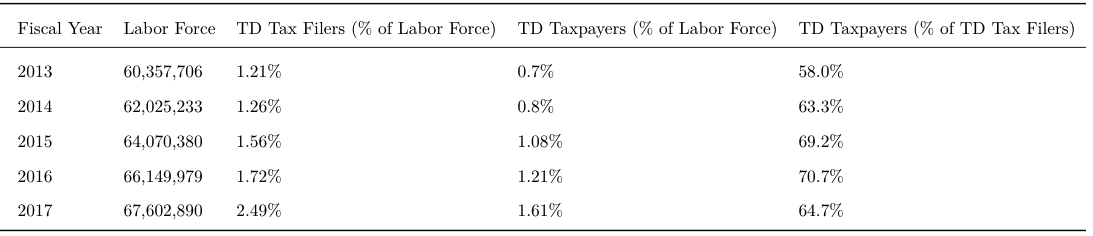 Fiscal Year Labor Force TD Tax Filers (% of Labor Force) TD Taxpayers (% of Labor Force) TD Taxpayers (% of TD Tax Filers)
2013 60,357,706 1.21% 0.7% 58.0%
2014 62,025,233 1.26% 0.8% 63.3%
2015 64,070,380 1.56% 1.08% 69.2%
2016 66,149,979 1.72% 1.21% 70.7%
2017 67,602,890 2.49% 1.61% 64.7%